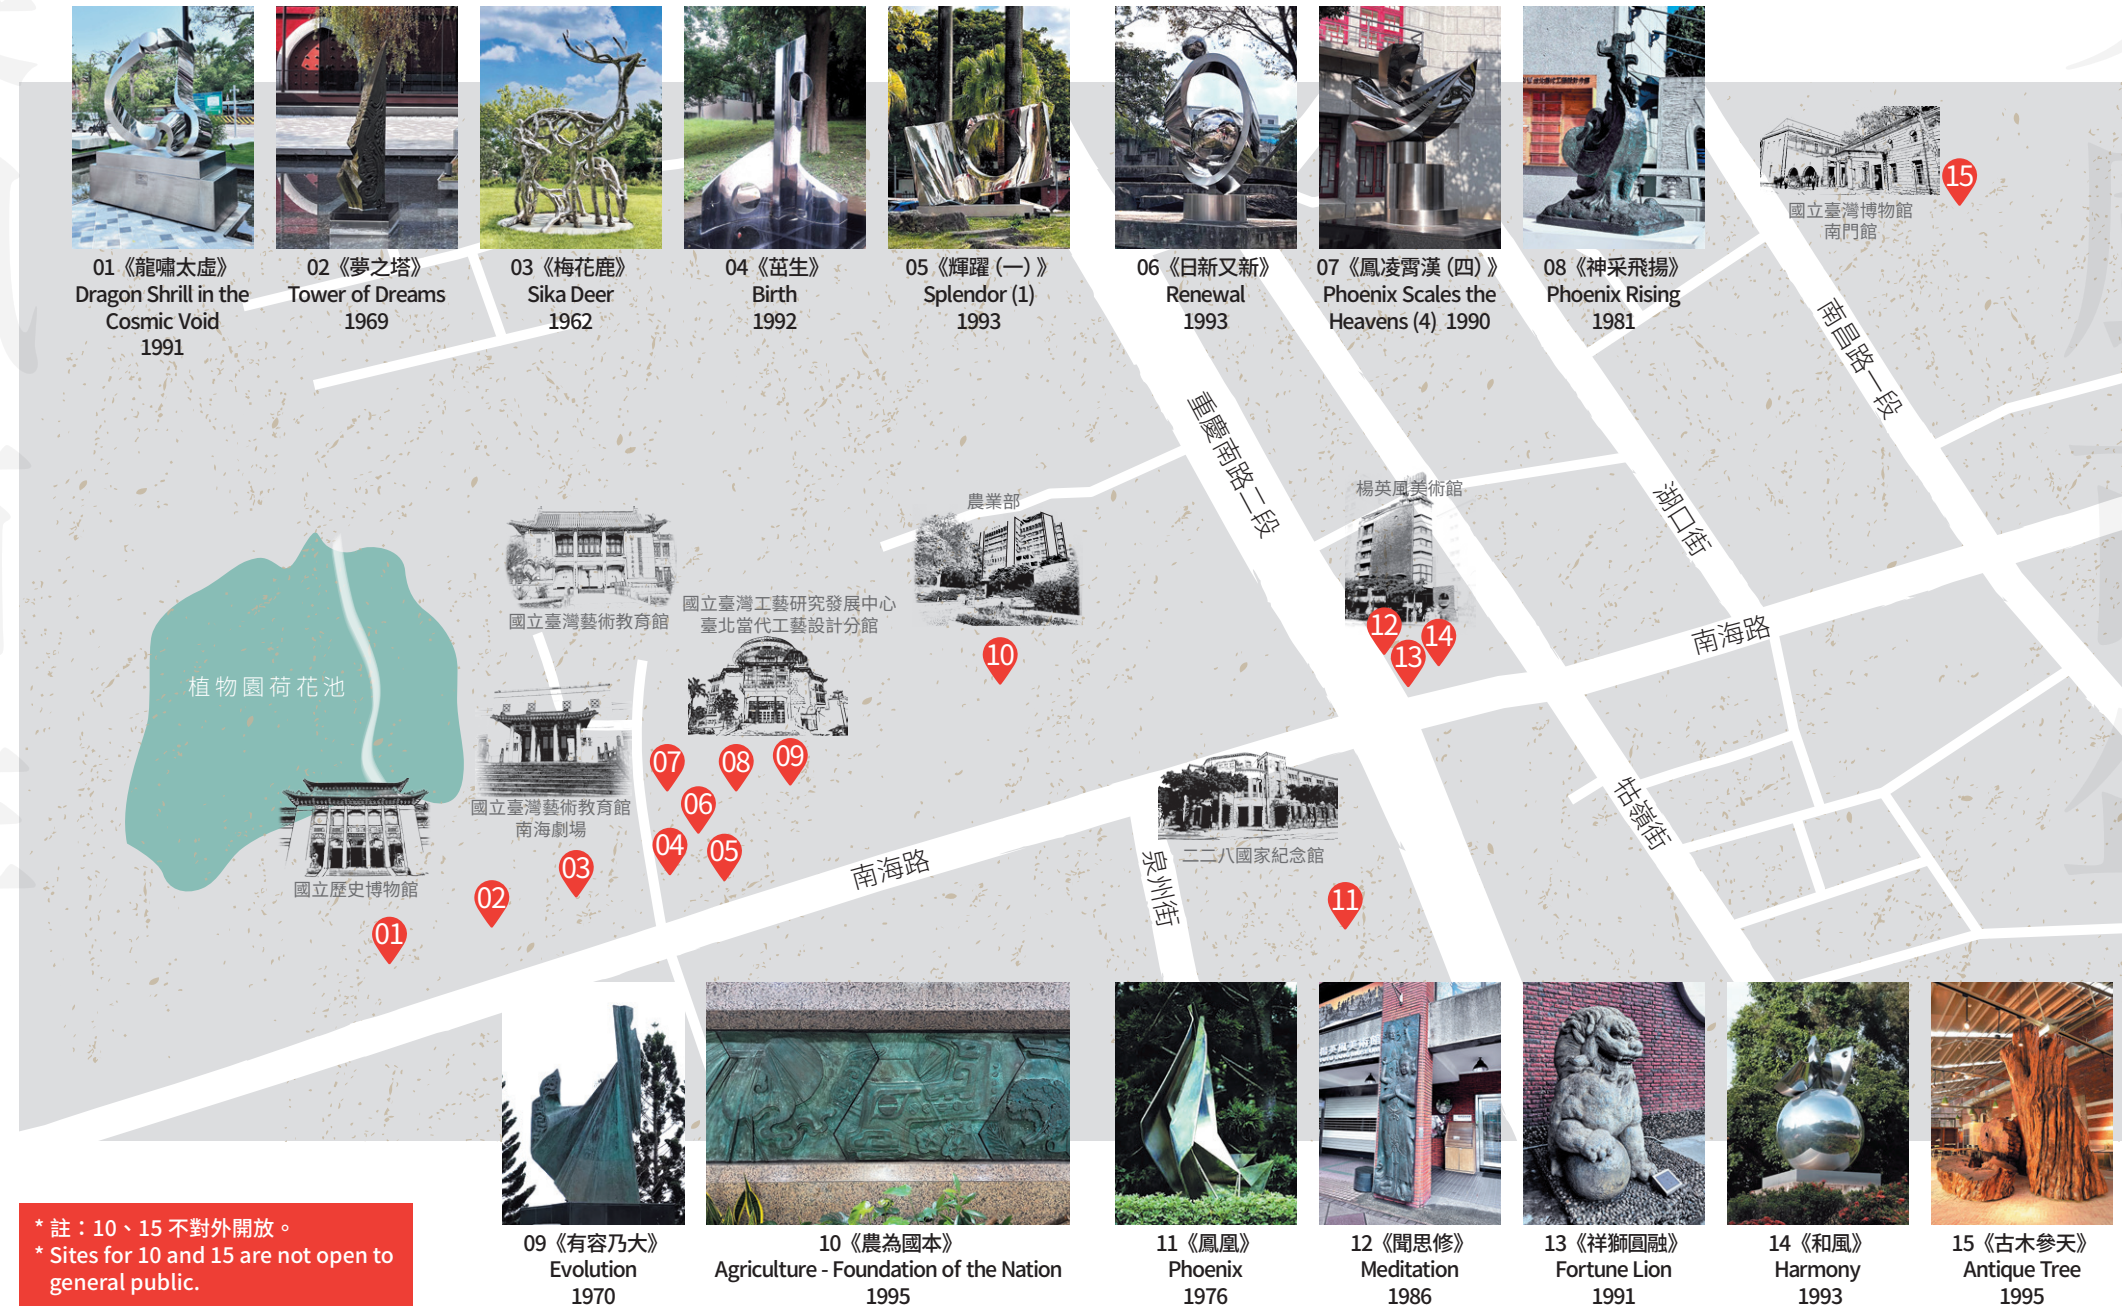 01《龍嘯太虛》
Dragon Shrill in the
Cosmic Void
1991
02《夢之塔》
Tower of Dreams
1969
03《梅花鹿》
Sika Deer
1962
04《茁生》
Birth
1992
05《輝躍（一）》
Splendor (1)
1993
06《日新又新》
Renewal
1993
07《鳳凌霄漢（四）》
Phoenix Scales the
Heavens (4) 1990
08《神采飛揚》
Phoenix Rising
1981
15
國立臺灣博物館
南門館
南昌路一段
重慶南路二段
湖口街
楊英風美術館
農業部
國立臺灣藝術教育館
國立臺灣工藝研究發展中心
臺北當代工藝設計分館
12
14
13
10
南海路
植物園荷花池
07
08
09
06
04
05
國立臺灣藝術教育館
南海劇場
03
02
國立歷史博物館
01
南海路
泉州街
二二八國家紀念館
11
牯嶺街
楊英風美術館
09《有容乃大》
Evolution
1970
10《農為國本》
Agriculture - Foundation of the Nation
1995
11《鳳凰》
Phoenix
1976
12《聞思修》
Meditation
1986
13《祥獅圓融》
Fortune Lion
1991
14《和風》
Harmony
1993
15《古木參天》
Antique Tree
1995
* 註：10、15 不對外開放。
* Sites for 10 and 15 are not open to
general public.